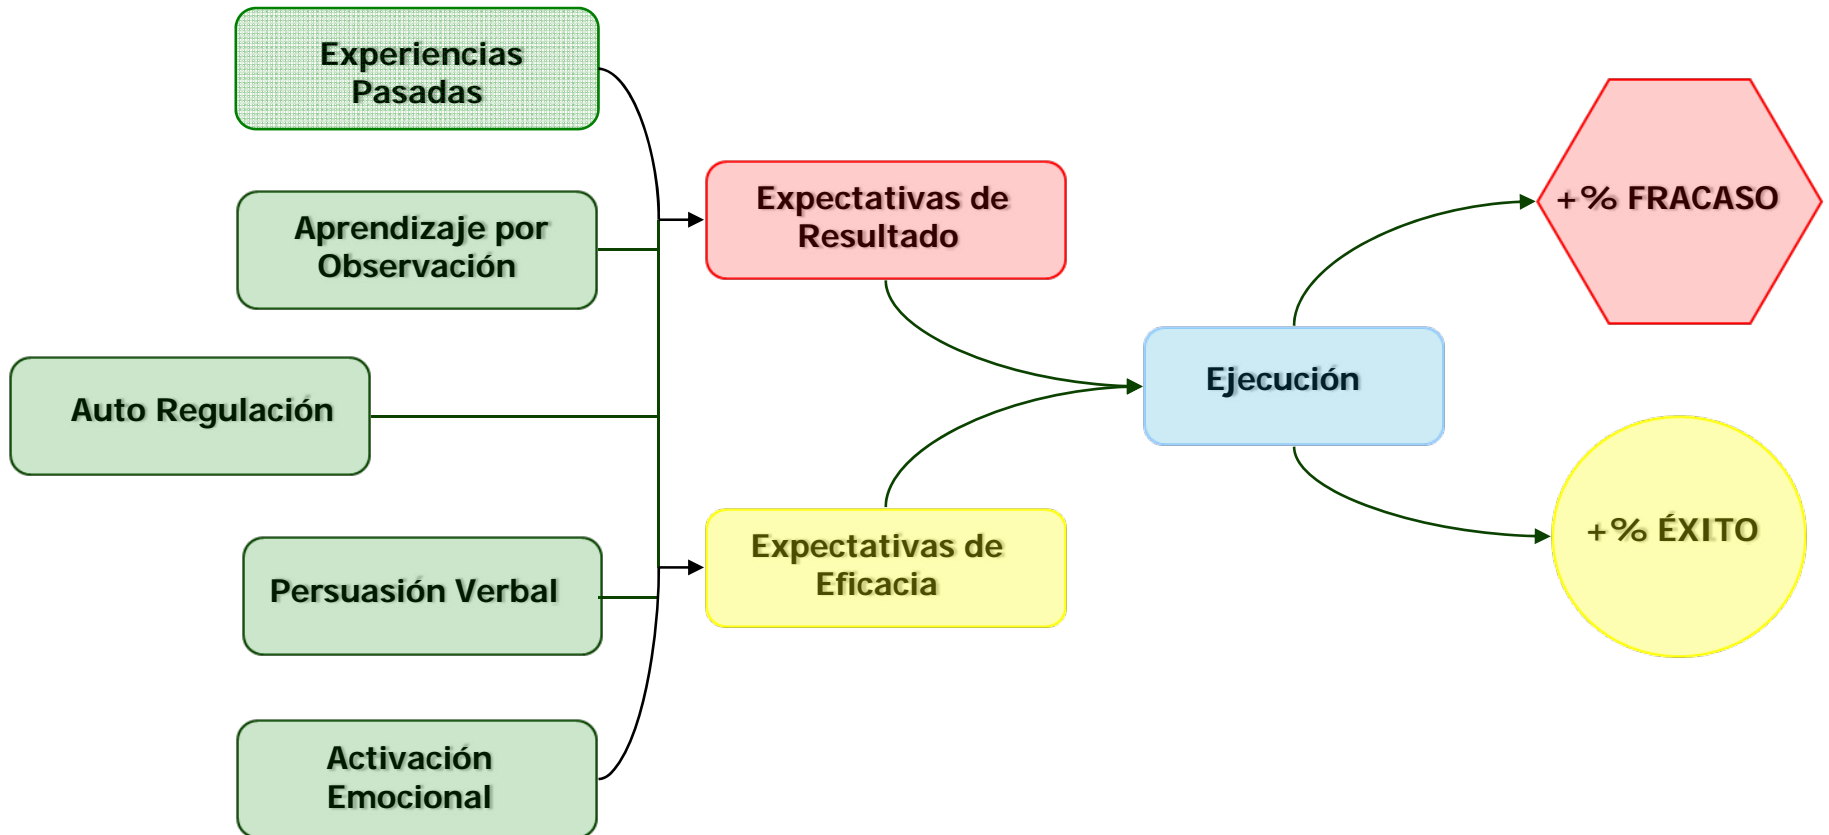 Experiencias
Pasadas
Aprendizaje por
Observación
Auto Regulación
Persuasión Verbal
Activación
Emocional
Expectativas de
Resultado
Expectativas de
Eficacia
Ejecución
+% FRACASO
+% ÉXITO